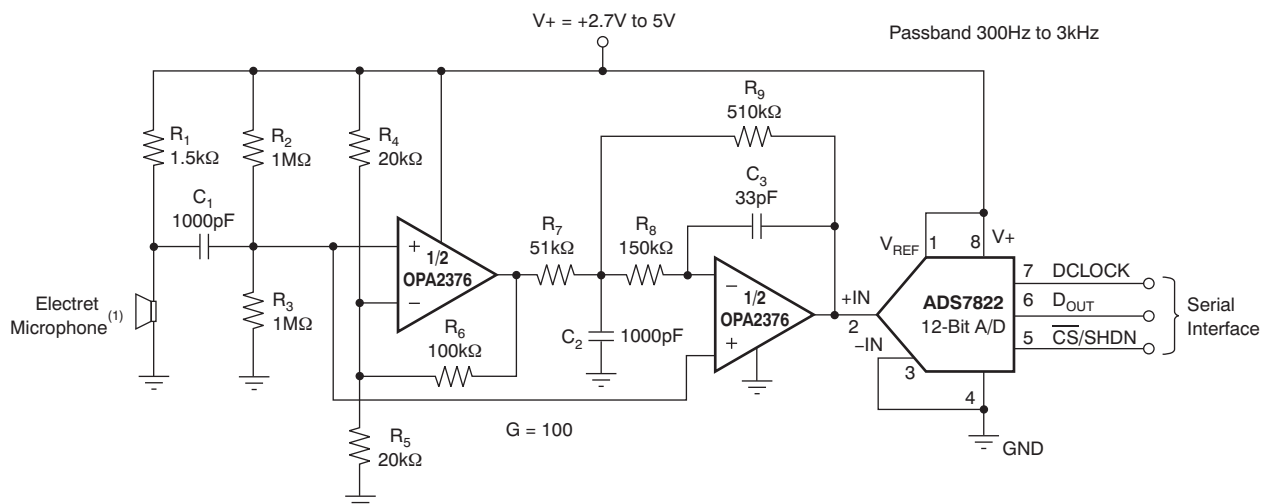 V+ = +2.7V to 5V
Passband 300Hz to 3kHz
R1
1.5kΩ
R2
1MΩ
R4
20kΩ
R9
510kΩ
C3
33pF
C1
1000pF
R7
51kΩ
R8
150kΩ
VREF
1
8
V+
+
1/2
OPA2376
−
−
1/2
OPA2376
+
+IN
2
−IN
3
ADS7822
12-Bit A/D
7
DCLOCK
6
DOUT
5
CS/SHDN
Serial
Interface
Electret
Microphone(1)
R3
1MΩ
R6
100kΩ
C2
1000pF
4
G = 100
GND
R5
20kΩ